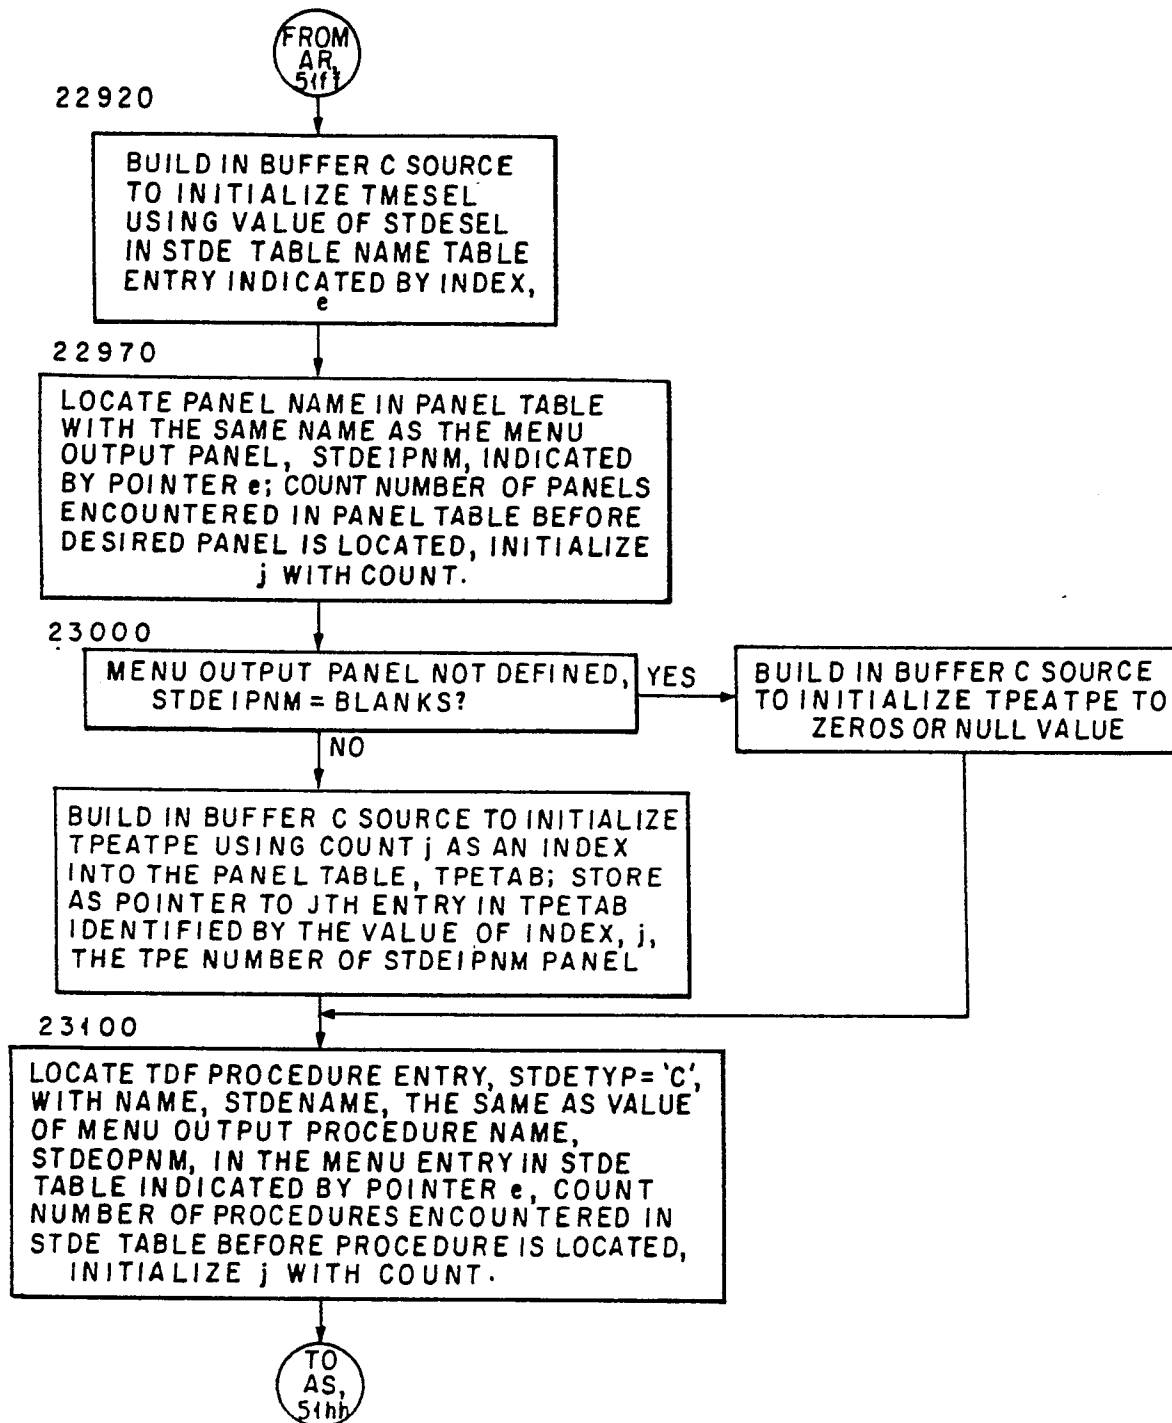 FROM
AR,
51ff
22920
BUILD IN BUFFER C SOURCE
TO INITIALIZE TMESEL
USING VALUE OF STDESEL
IN STDE TABLE NAME TABLE
ENTRY INDICATED BY INDEX,
e
22970
LOCATE PANEL NAME IN PANEL TABLE
WITH THE SAME NAME AS THE MENU
OUTPUT PANEL, STDEIPNM, INDICATED
BY POINTER e; COUNT NUMBER OF PANELS
ENCOUNTERED IN PANEL TABLE BEFORE
DESIRED PANEL IS LOCATED, INITIALIZE
j WITH COUNT.
23000
MENU OUTPUT PANEL NOT DEFINED,
STDEIPNM = BLANKS?
YES
BUILD IN BUFFER C SOURCE
TO INITIALIZE TPEATPE TO
ZEROS OR NULL VALUE
NO
BUILD IN BUFFER C SOURCE TO INITIALIZE
TPEATPE USING COUNT j AS AN INDEX
INTO THE PANEL TABLE, TPETAB; STORE
AS POINTER TO JTH ENTRY IN TPETAB
IDENTIFIED BY THE VALUE OF INDEX, j,
THE TPE NUMBER OF STDEIPNM PANEL
23100
LOCATE TDF PROCEDURE ENTRY, STDETYP='C',
WITH NAME, STDENAME, THE SAME AS VALUE
OF MENU OUTPUT PROCEDURE NAME,
STDEOPNM, IN THE MENU ENTRY IN STDE
TABLE INDICATED BY POINTER e, COUNT
NUMBER OF PROCEDURES ENCOUNTERED IN
STDE TABLE BEFORE PROCEDURE IS LOCATED,
INITIALIZE j WITH COUNT.
TO
AS,
51hh